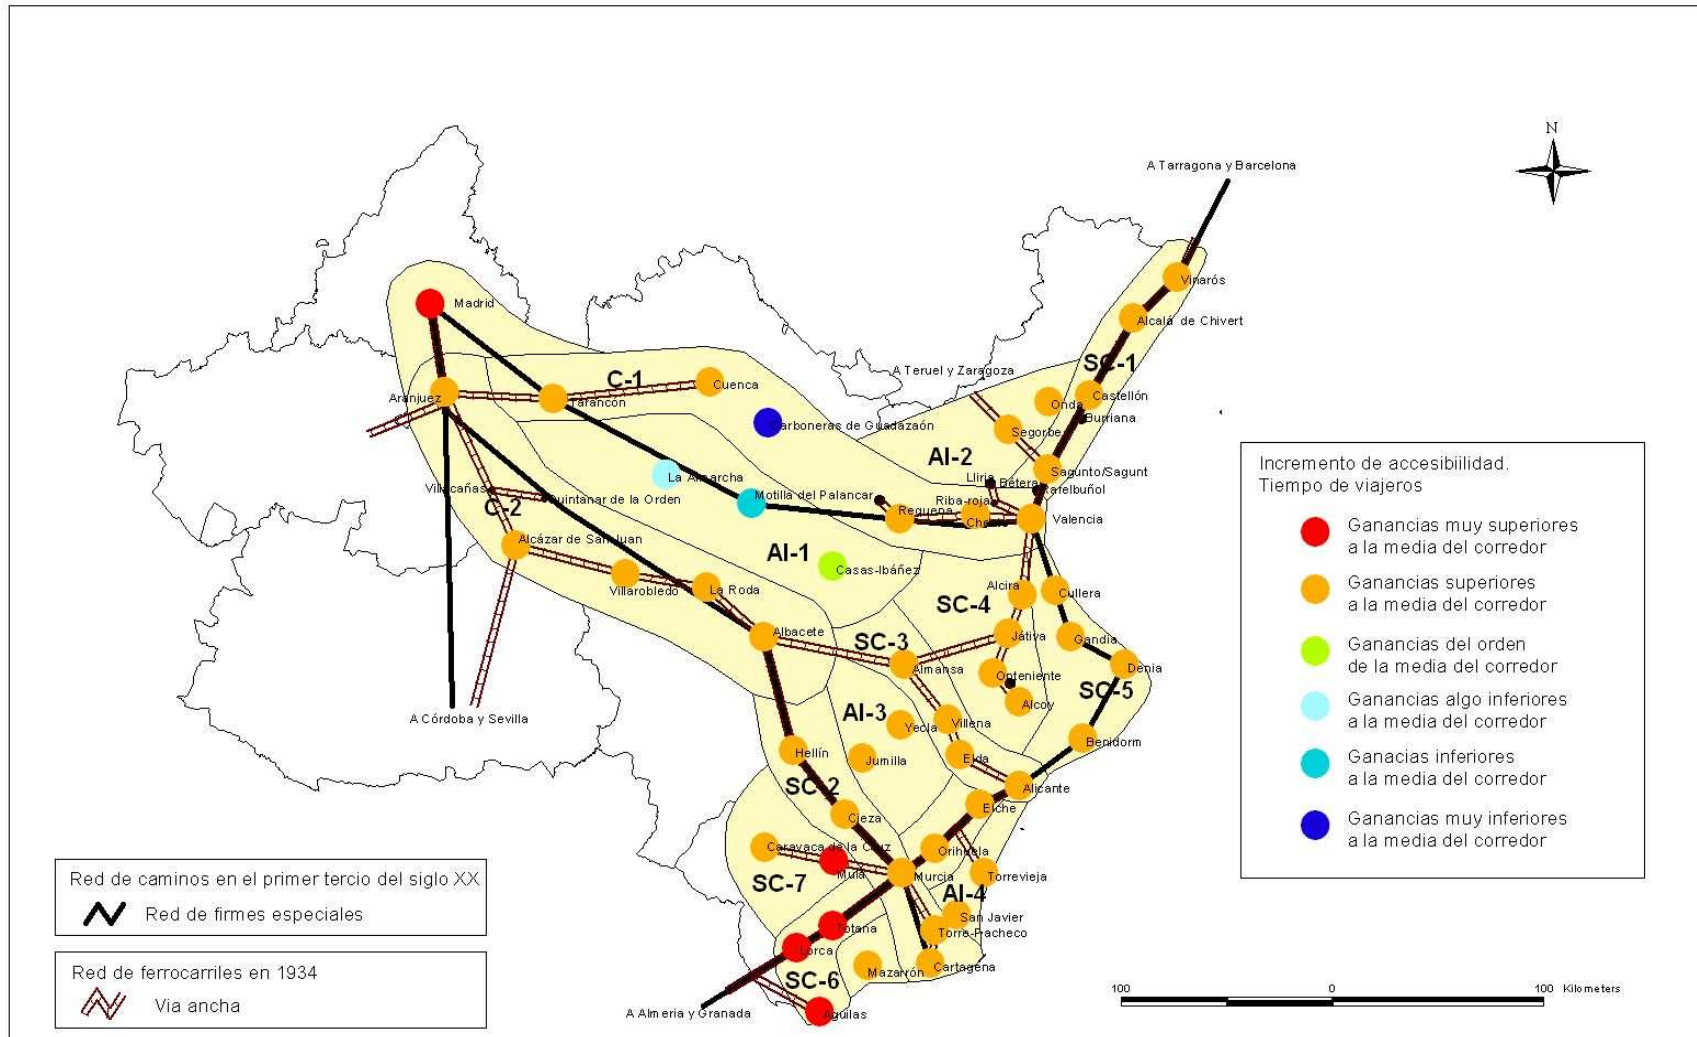 N
A Tarragona y Barcelona
Vinarós
Madrid
Alcalá de Chivert
SC-1
A Teruel y Zaragoza
C-1
Cuenca
Aranjuez
Tarancón
Castellón
Onda
Burriana
Carboneras de Guadazaón
Segorbe
AI-2
Sagunto/Sagunt
La Almarcha
Lliria
Bétera
Rafelbuñol
Villacañas
Quintanar de la Orden
Motilla del Palancar
Riba-roja
C-2
Requena
Cheste
Valencia
Alcázar de San Juan
AI-1
Casas-Ibáñez
Villarobledo
La Roda
Alcira
Cullera
SC-4
Albacete
SC-3
Játiva
Gandia
Almansa
Denia
Onteniente
SC-5
Alcoy
A Córdoba y Sevilla
AI-3
Yecla
Villena
Benidorm
Hellín
Jumilla
Elda
SC-2
Alicante
Elche
Cieza
Caravaca de la Cruz
Orihuela
Mula
Murcia
Torrevieja
SC-7
AI-4
San Javier
Totana
Torre-Pacheco
Lorca
Mazarrón
Cartagena
SC-6
A Almeria y Granada
Aguilas
Incremento de accesibiilidad.
Tiempo de viajeros
Ganancias muy superiores
a la media del corredor
Ganancias superiores
a la media del corredor
Ganancias del orden
de la media del corredor
Ganancias algo inferiores
a la media del corredor
Ganacias inferiores
a la media del corredor
Ganancias muy inferiores
a la media del corredor
Red de caminos en el primer tercio del siglo XX
Red de firmes especiales
Red de ferrocarriles en 1934
Via ancha
100 0 100 Kilometers